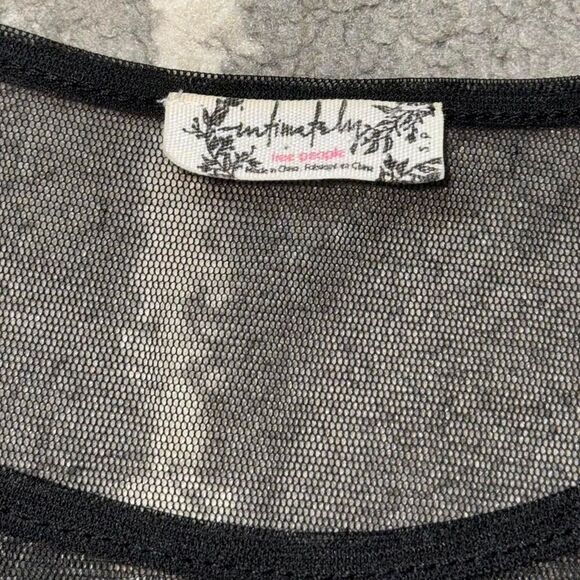 intimately
free people
Made in China . Fabriqué en Chine